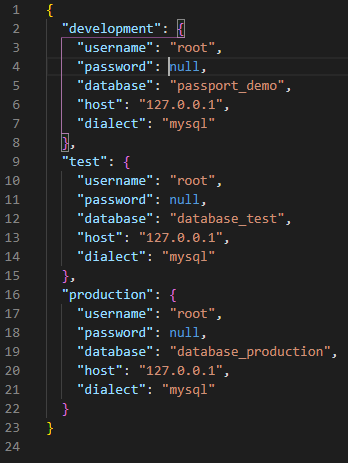 1 {
2 "development": {
3 "username": "root",
4 "password": null,
5 "database": "passport_demo",
6 "host": "127.0.0.1",
7 "dialect": "mysql"
8 },
9 "test": {
10 "username": "root",
11 "password": null,
12 "database": "database_test",
13 "host": "127.0.0.1",
14 "dialect": "mysql"
15 },
16 "production": {
17 "username": "root",
18 "password": null,
19 "database": "database_production",
20 "host": "127.0.0.1",
21 "dialect": "mysql"
22 }
23 }
24